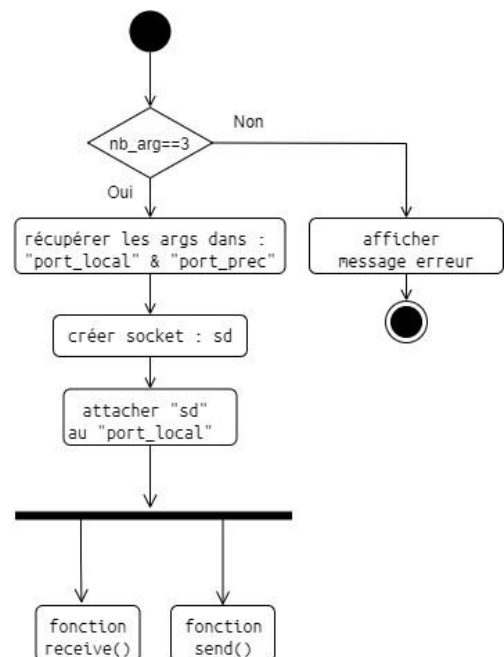 nb_arg==3
Non
Oui
récupérer les args dans :
"port_local" & "port_prec"
afficher
message erreur
créer socket : sd
attacher "sd"
au "port_local"
fonction
receive()
fonction
send()